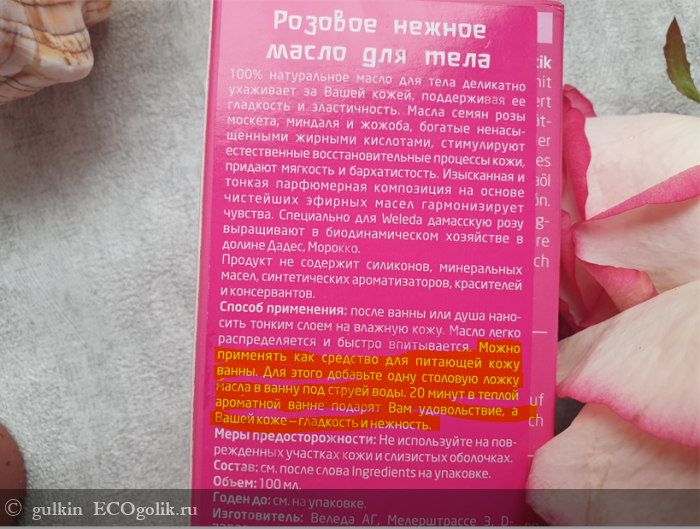 Розовое нежное
масло для тела
100% натуральное масло для тела деликатно
ухаживает за Вашей кожей, поддерживая ее
гладкость и эластичность. Масла семян розы
москета, миндаля и жожоба, богатые ненасы-
щенными жирными кислотами, стимулируют
естественные восстановительные процессы кожи,
придают мягкость и бархатистость. Изысканная и
тонкая парфюмерная композиция на основе
чистейших эфирных масел гармонизирует
чувства. Специально для Weleda дамасскую розу
выращивают в биодинамическом хозяйстве в
долине Дадес, Морокко.
Продукт не содержит силиконов, минеральных
масел, синтетических ароматизаторов, красителей
и консервантов.
Способ применения: после ванны или душа нано-
сить тонким слоем на влажную кожу. Масло легко
распределяется и быстро впитывается. Можно
применять как средство для питающей кожу
ванны. Для этого добавьте одну столовую ложку
масла в ванну под струей воды. 20 минут в теплой
ароматной ванне подарят Вам удовольствие, а
Вашей коже – гладкость и нежность.
Меры предосторожности: Не используйте на пов-
режденных участках кожи и слизистых оболочках.
Состав: см. после слова Ingredients на упаковке.
Объем: 100 мл.
Годен до: см. на упаковке.
Изготовитель: Веледа АГ, Мелерштрассе 3, D-
© gulkin ECOgolik.ru